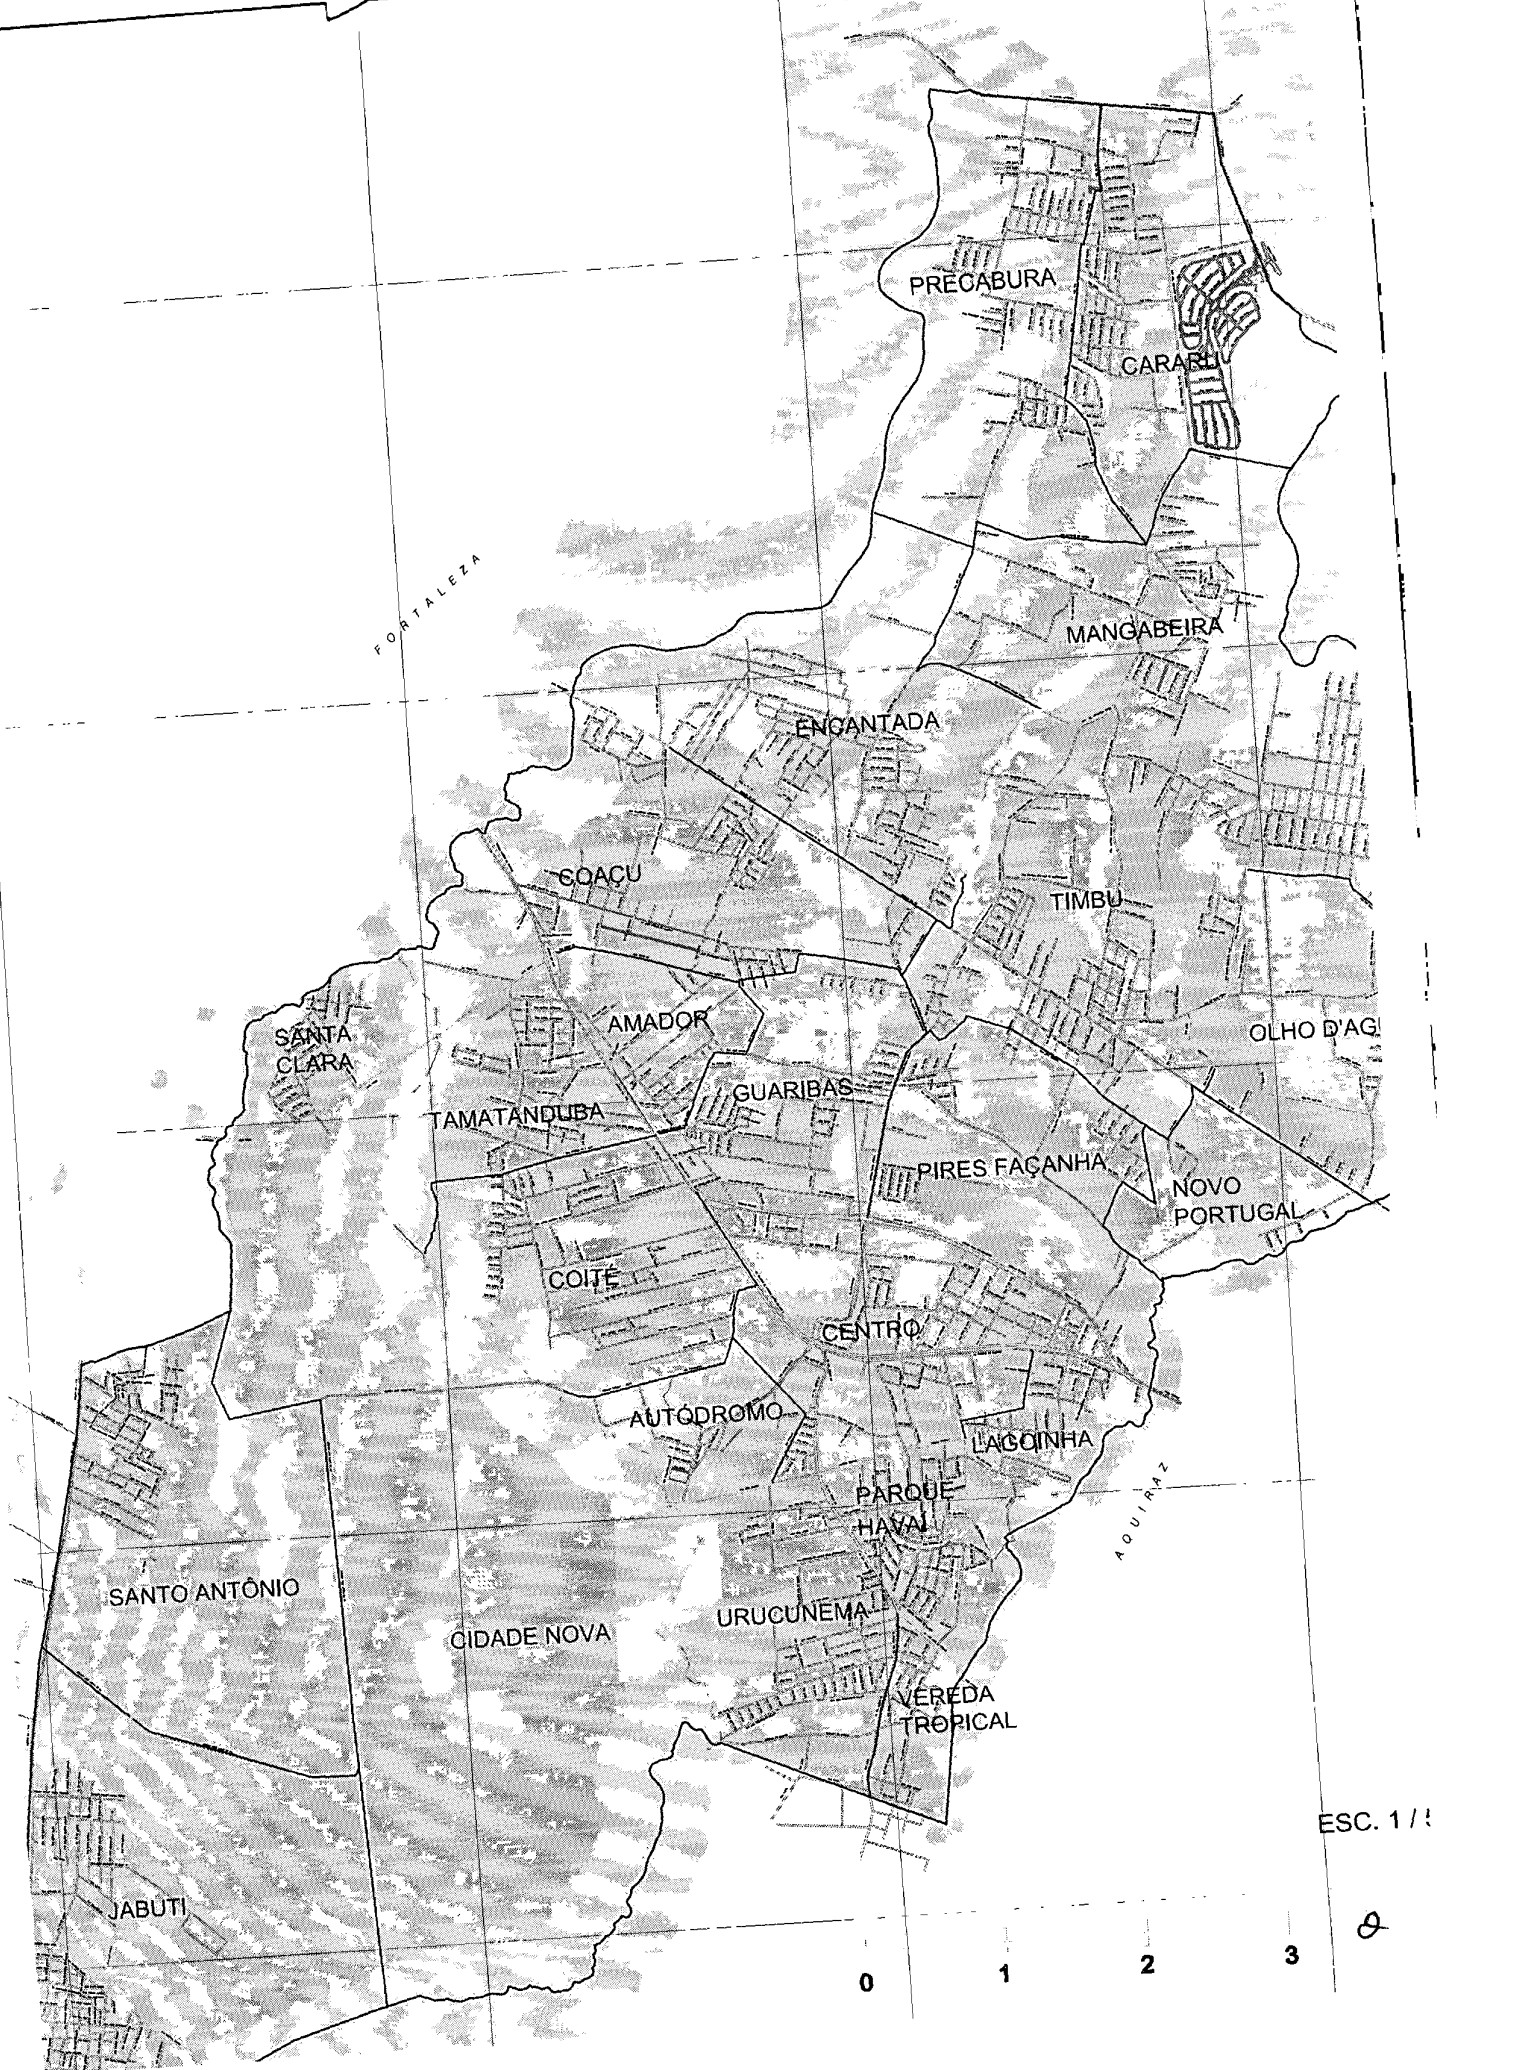 PRECABURA
CARARU
FORTALEZA
MANGABEIRA
ENCANTADA
COAÇU
TIMBU
SANTA
CLARA
AMADOR
OLHO D'AG
GUARIBAS
TAMATANDUBA
PIRES FAÇANHA
NOVO
PORTUGAL
COITÉ
CENTRO
AUTÓDROMO
LAGOINHA
PARQUE
HAVAÍ
AQUIRAZ
SANTO ANTÔNIO
URUCUNEMA
CIDADE NOVA
VEREDA
TROPICAL
ESC. 1 /
JABUTI
0 1 2 3